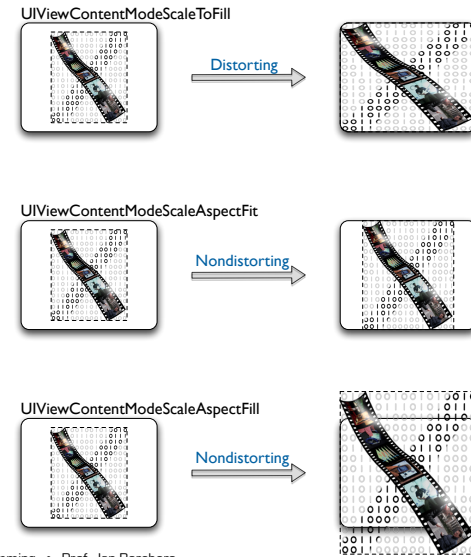 UIViewContentModeScaleToFill
Distorting
UIViewContentModeScaleAspectFit
Nondistorting
UIViewContentModeScaleAspectFill
Nondistorting